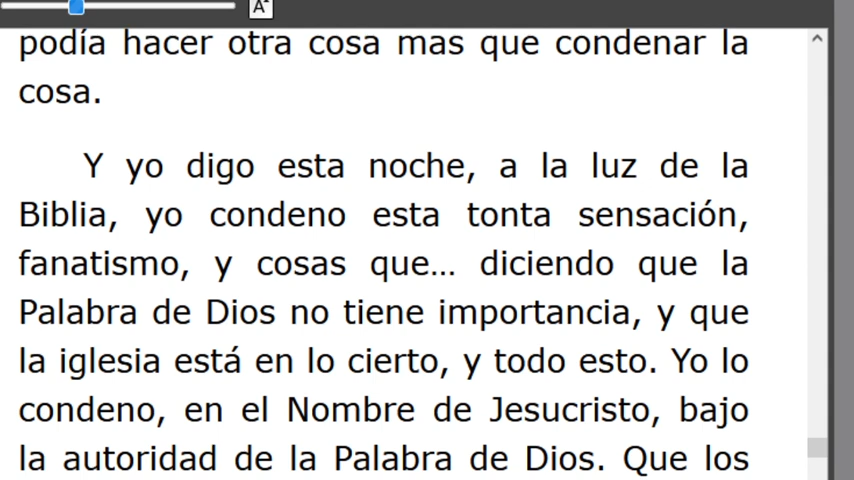 A
podía hacer otra cosa mas que condenar la
cosa.
Y yo digo esta noche, a la luz de la
Biblia, yo condeno esta tonta sensación,
fanatismo, y cosas que... diciendo que la
Palabra de Dios no tiene importancia, y que
la iglesia está en lo cierto, y todo esto. Yo lo
condeno, en el Nombre de Jesucristo, bajo
la autoridad de la Palabra de Dios. Que los